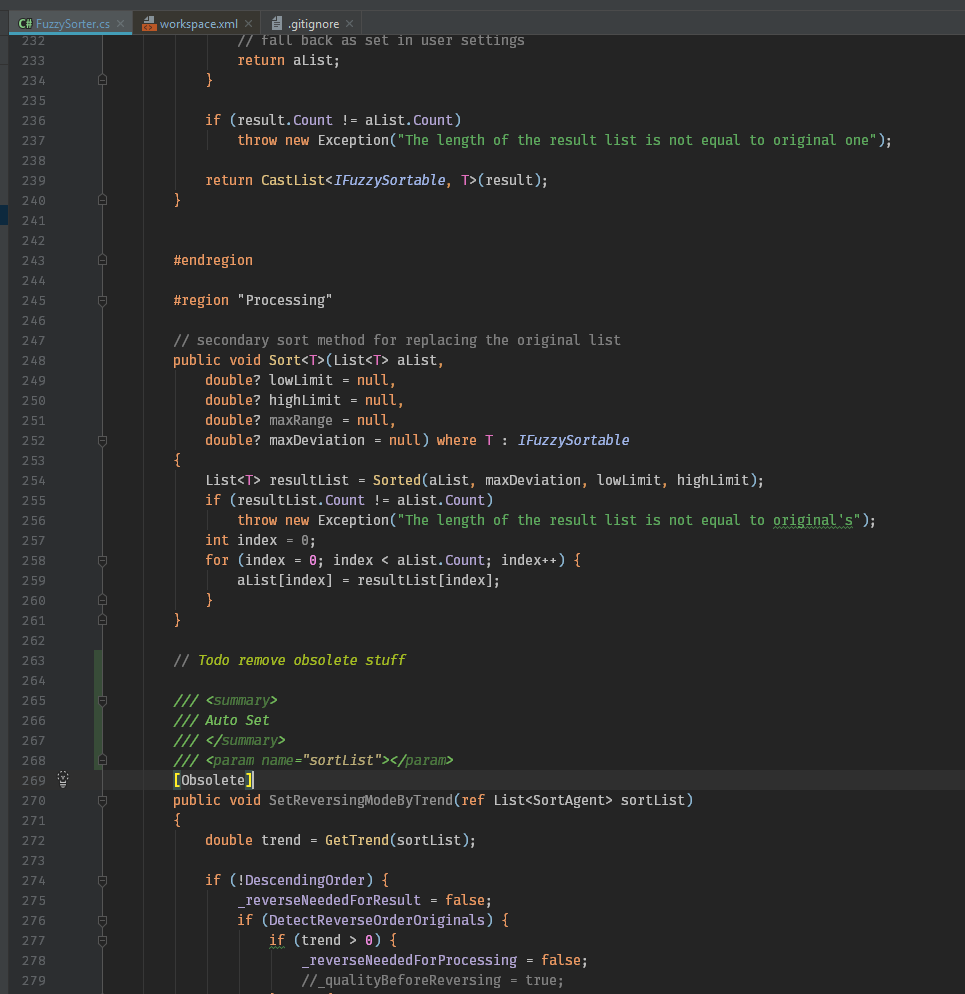 C# FuzzySorter.cs × workspace.xml × .gitignore ×
232 // fall back as set in user settings
233 return aList;
234 }
235
236 if (result.Count != aList.Count)
237 throw new Exception("The length of the result list is not equal to original one");
238
239 return CastList<IFuzzySortable, T>(result);
240 }
241
242
243 #endregion
244
245 #region "Processing"
246
247 // secondary sort method for replacing the original list
248 public void Sort<T>(List<T> aList,
249 double? lowLimit = null,
250 double? highLimit = null,
251 double? maxRange = null,
252 double? maxDeviation = null) where T : IFuzzySortable
253 {
254 List<T> resultList = Sorted(aList, maxDeviation, lowLimit, highLimit);
255 if (resultList.Count != aList.Count)
256 throw new Exception("The length of the result list is not equal to original's");
257 int index = 0;
258 for (index = 0; index < aList.Count; index++) {
259 aList[index] = resultList[index];
260 }
261 }
262
263 // Todo remove obsolete stuff
264
265 /// <summary>
266 /// Auto Set
267 /// </summary>
268 /// <param name="sortList"></param>
269 [Obsolete]
270 public void SetReversingModeByTrend(ref List<SortAgent> sortList)
271 {
272 double trend = GetTrend(sortList);
273
274 if (!DescendingOrder) {
275 _reverseNeededForResult = false;
276 if (DetectReverseOrderOriginals) {
277 if (trend > 0) {
278 _reverseNeededForProcessing = false;
279 //_qualityBeforeReversing = true;